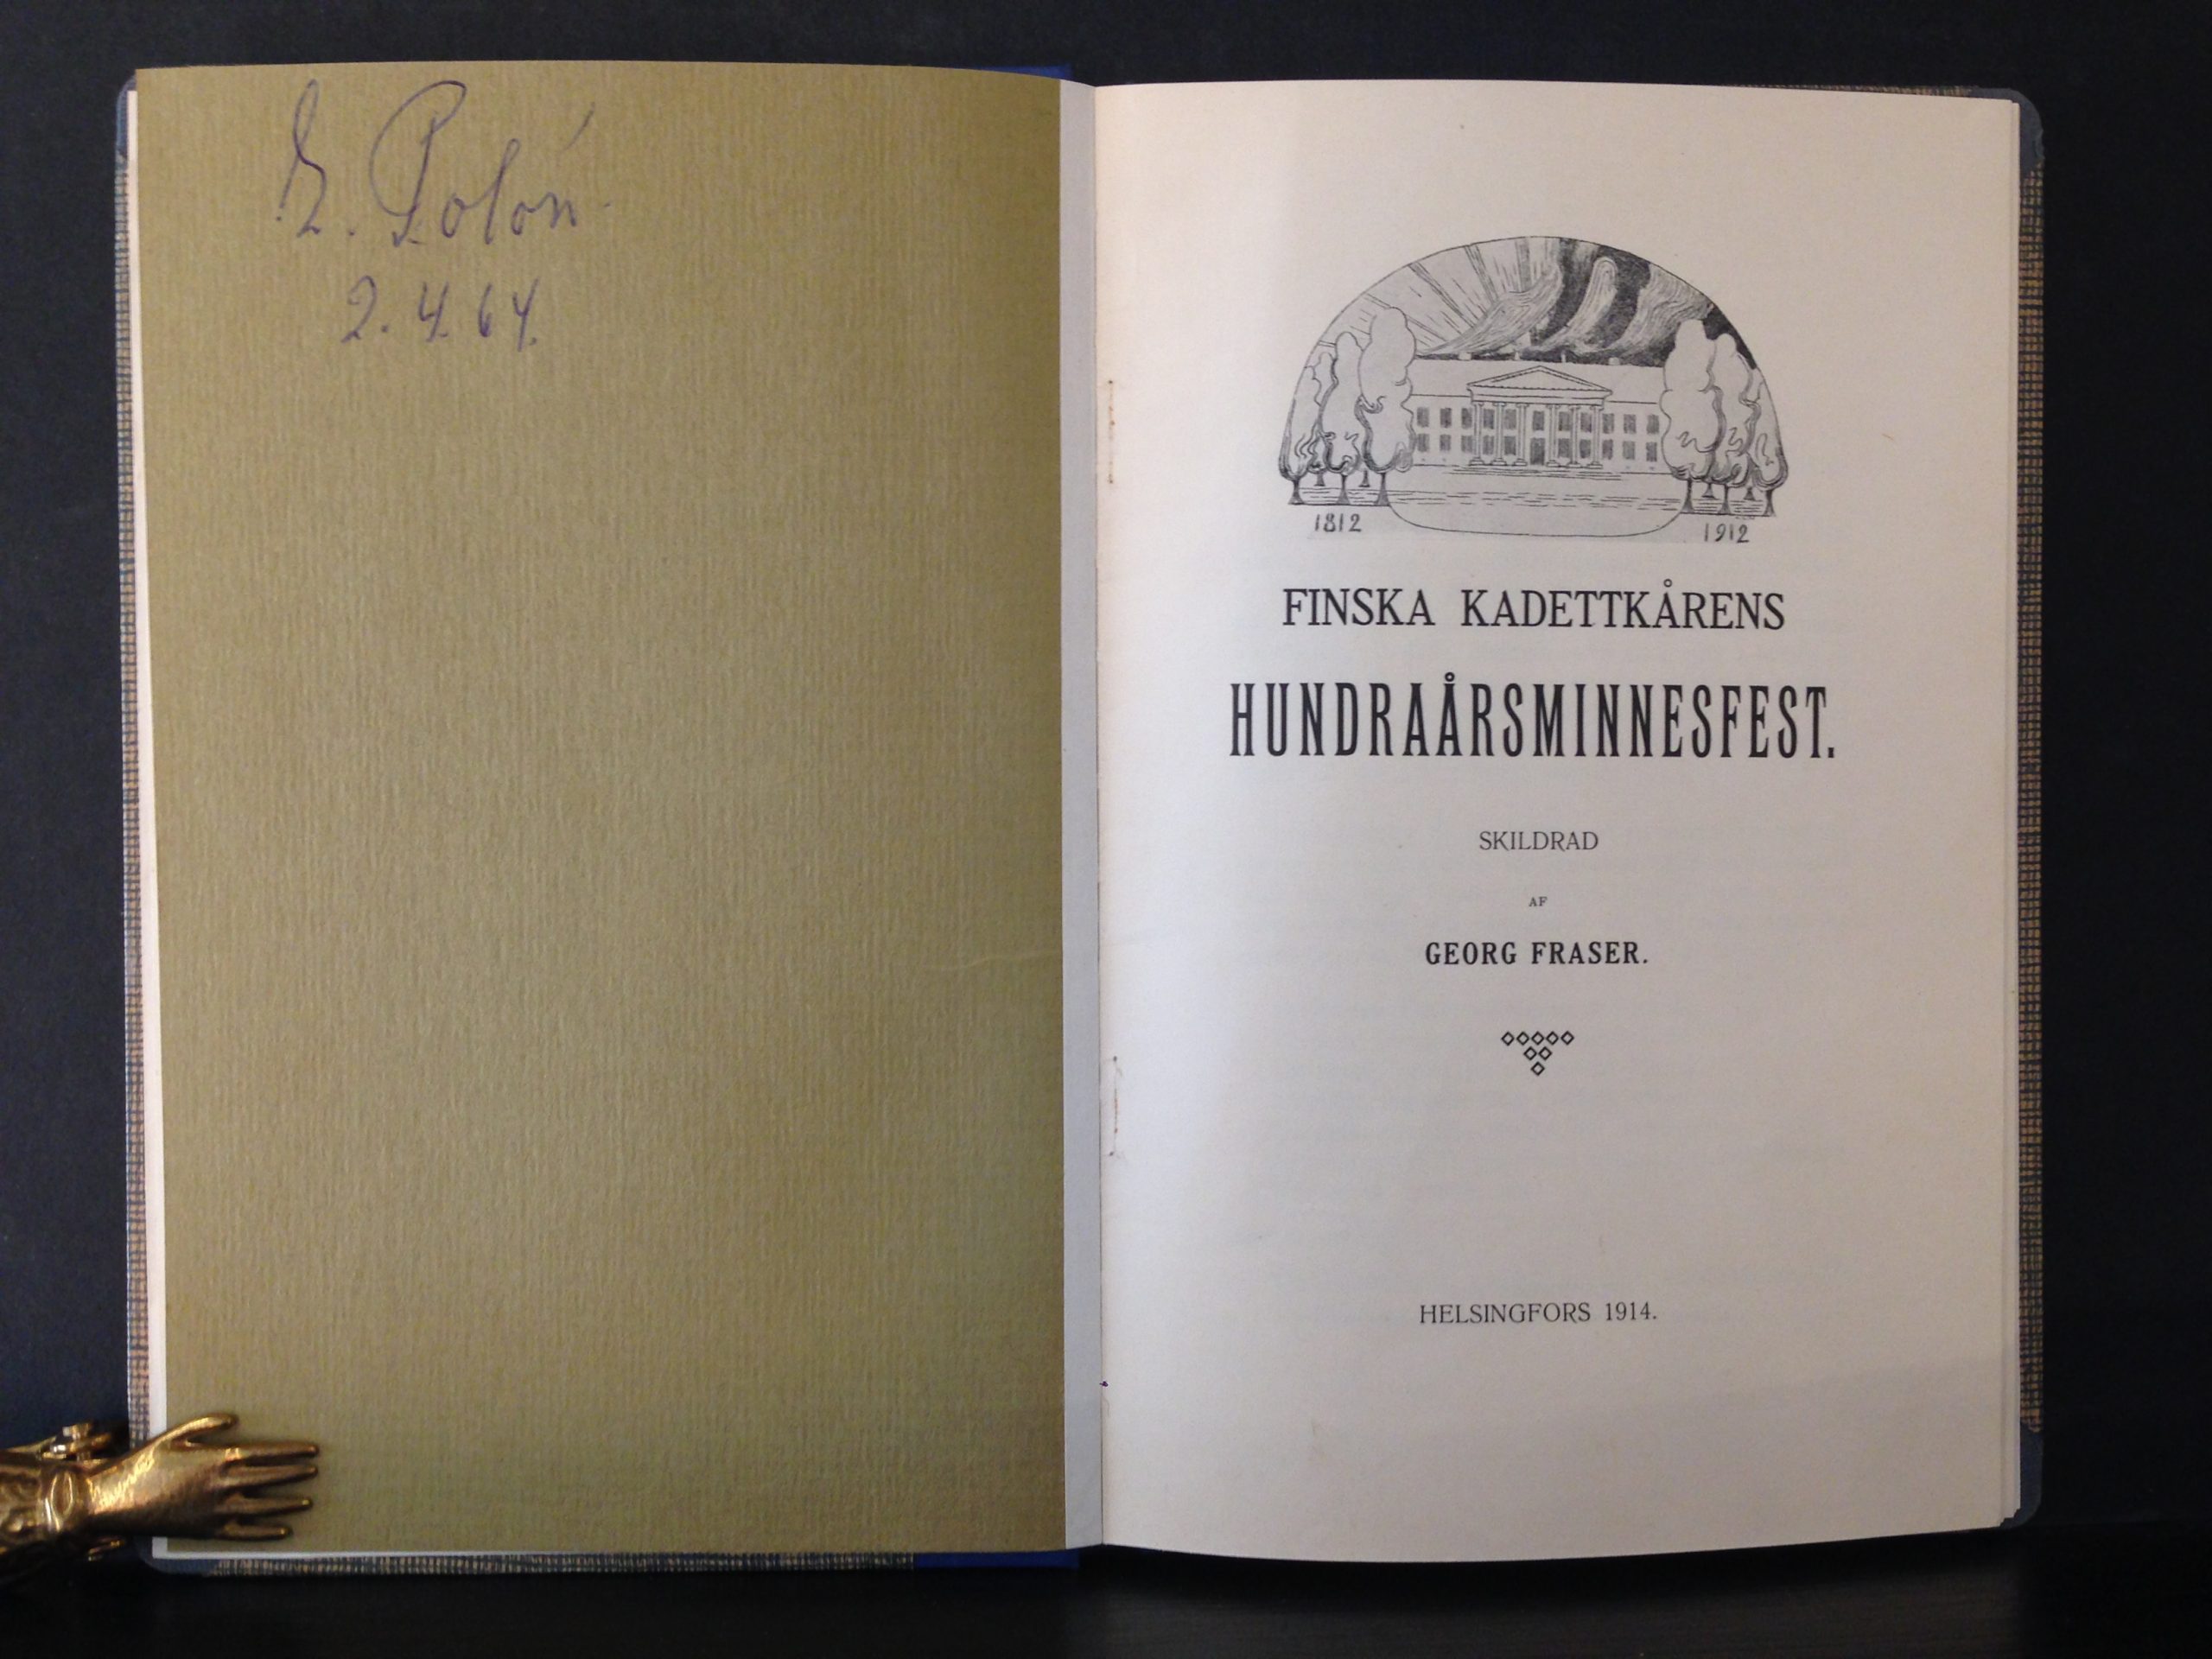 2.4.64.
1812
1912
FINSKA KADETTKÅRENS
HUNDRAÅRSMINNESFEST.
SKILDRAD
AF
GEORG FRASER.
HELSINGFORS 1914.